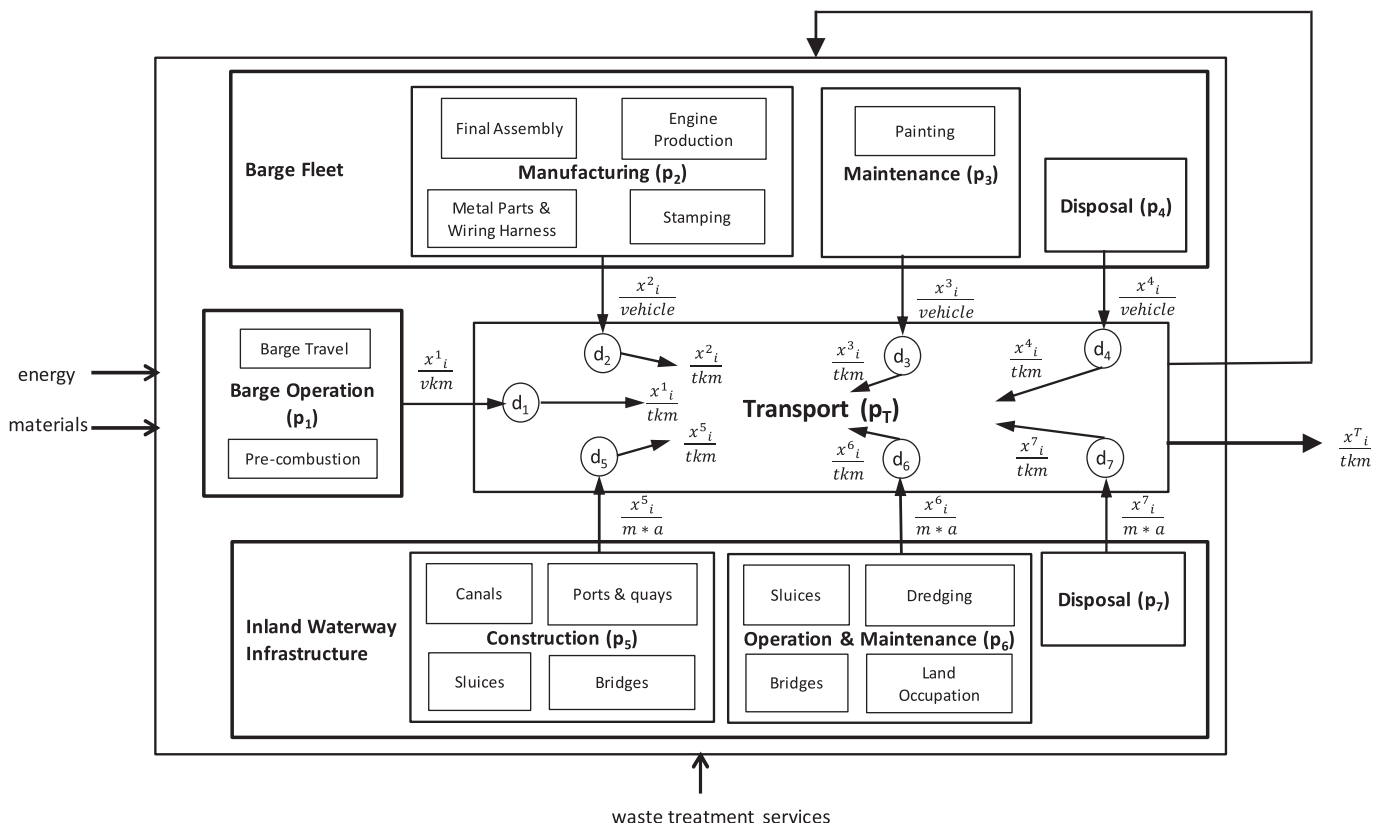 Barge Fleet
Final Assembly
Engine
Production
Manufacturing (p₂)
Metal Parts &
Wiring Harness
Stamping
Painting
Maintenance (p₃)
Disposal (p₄)
x²ᵢ
vehicle
x³ᵢ
vehicle
x⁴ᵢ
vehicle
energy
materials
Barge Travel
Barge Operation
(p₁)
Pre-combustion
x¹ᵢ
vkm
d₁
d₂
x²ᵢ
tkm
x¹ᵢ
tkm
d₅
x⁵ᵢ
tkm
Transport (p_T)
x³ᵢ
tkm
d₃
x⁴ᵢ
tkm
d₄
x⁶ᵢ
tkm
d₆
x⁷ᵢ
tkm
d₇
x^Tᵢ
tkm
x⁵ᵢ
m * a
x⁶ᵢ
m * a
x⁷ᵢ
m * a
Inland Waterway
Infrastructure
Canals
Ports & quays
Construction (p₅)
Sluices
Bridges
Sluices
Dredging
Operation & Maintenance (p₆)
Bridges
Land
Occupation
Disposal (p₇)
waste treatment services